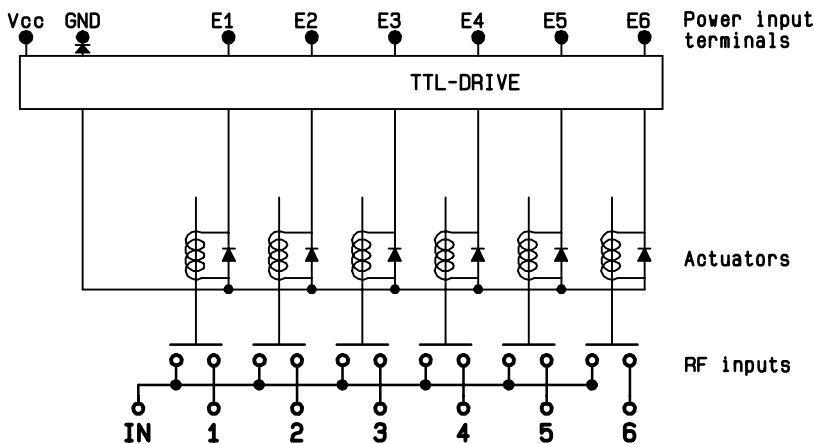 Vcc GND E1 E2 E3 E4 E5 E6 Power input
terminals
TTL-DRIVE
Actuators
RF inputs
IN 1 2 3 4 5 6